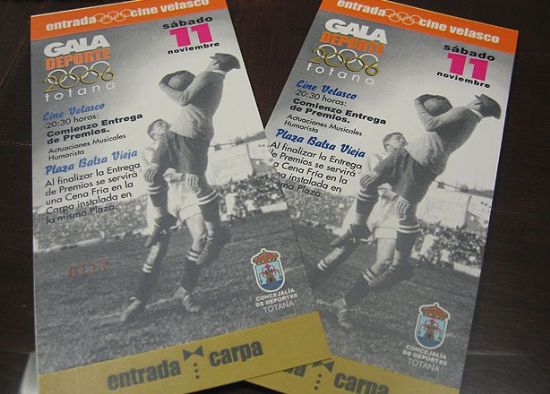 entrada cine velasco
GALA
DEPORTE
2006
totana
sábado
11
noviembre
Cine Velasco
20:30 horas:
Comienzo Entrega
de Premios.
Actuaciones Musicales
Humorista
Plaza Balsa Vieja
Al finalizar la Entrega
de Premios se servirá
una Cena Fría en la
Carpa instalada en
la misma Plaza.
CONCEJALÍA
DE DEPORTES
TOTANA
entrada carpa
entrada cine velasco
GALA
DEPORTE
2006
totana
sábado
11
noviembre
Cine Velasco
20:30 horas:
Comienzo Entrega
de Premios.
Actuaciones Musicales
Humorista
Plaza Balsa Vieja
Al finalizar la Entrega
de Premios se servirá
una Cena Fría en la
Carpa instalada en
la misma Plaza.
CONCEJALÍA
DE DEPORTES
TOTANA
entrada carpa